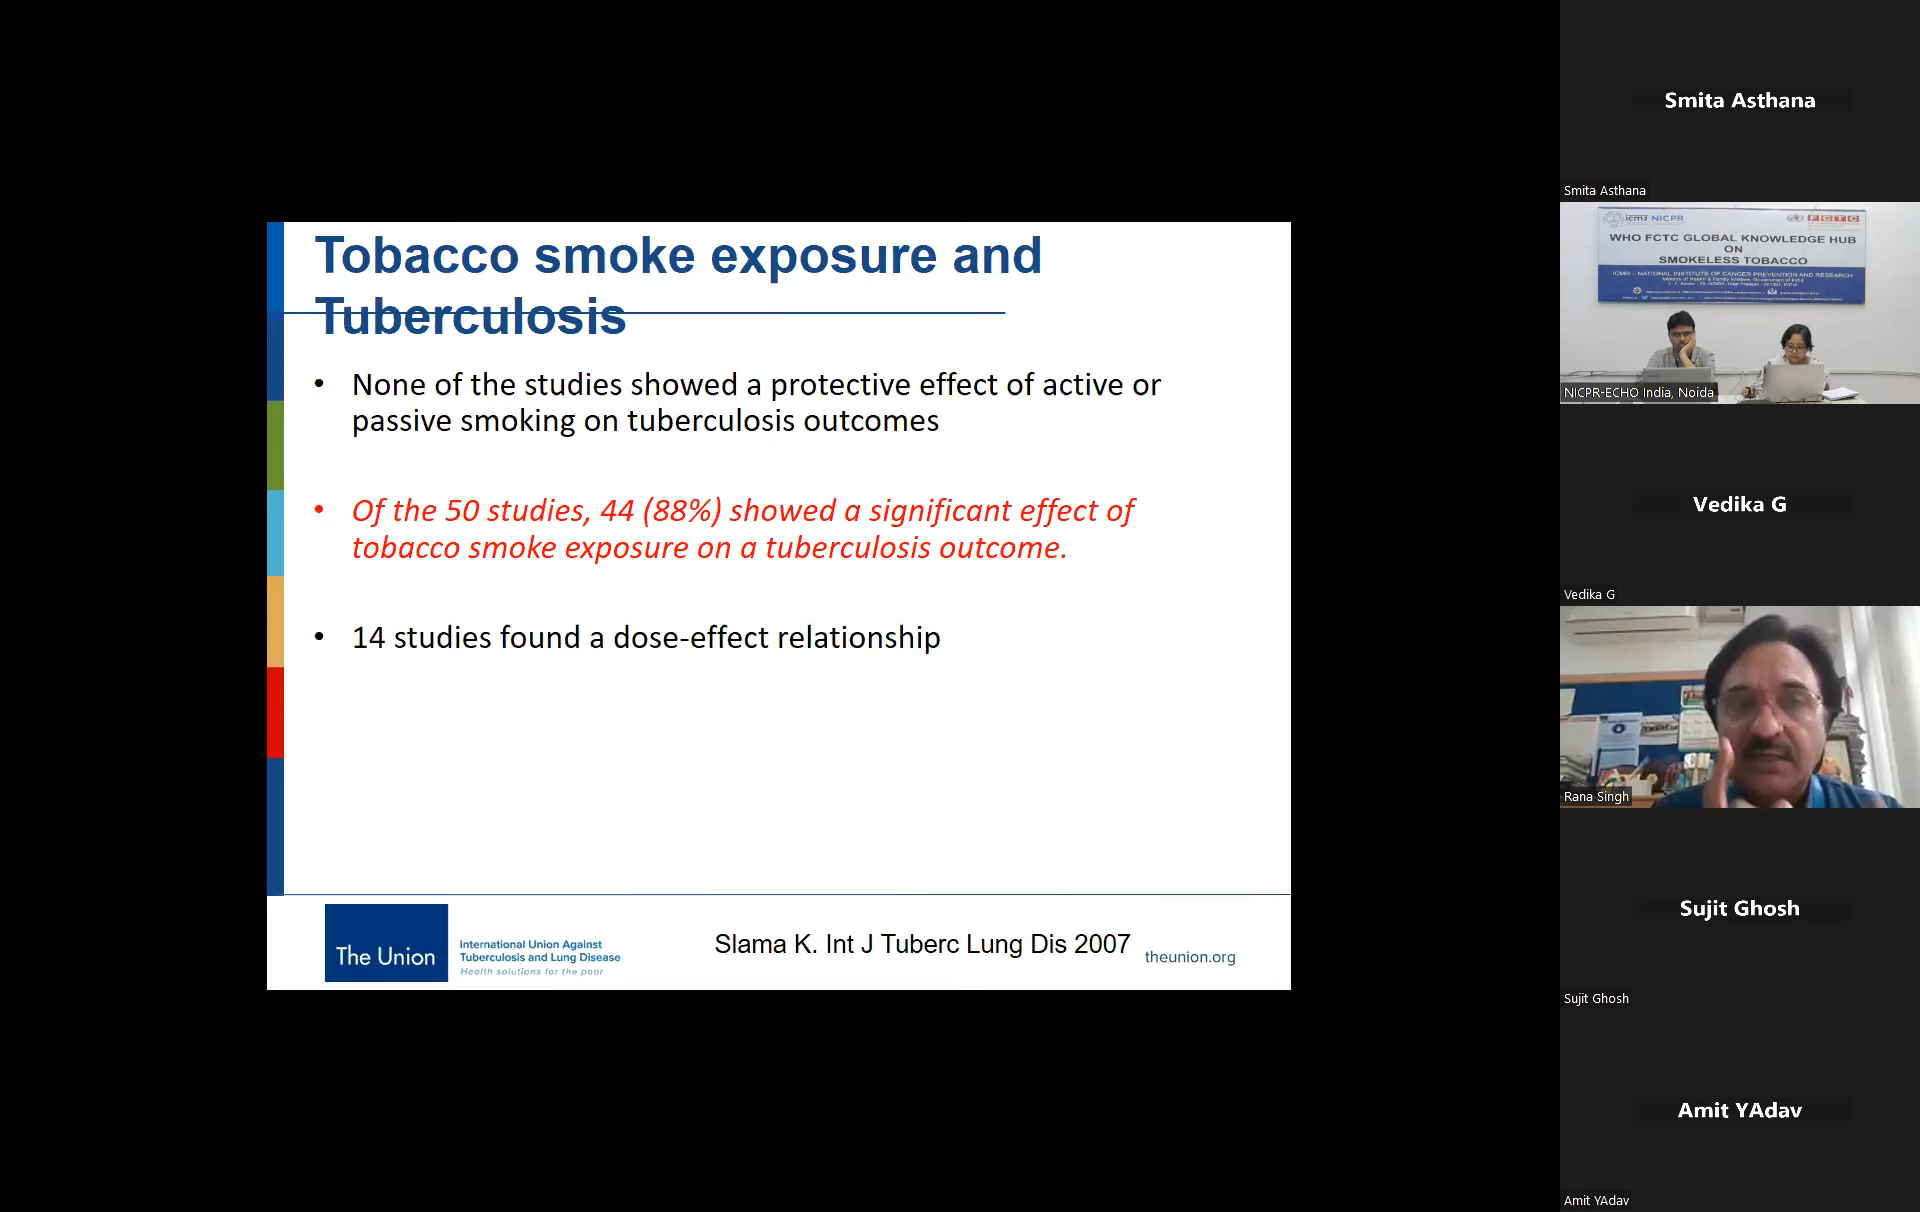 Tobacco smoke exposure and
Tuberculosis
• None of the studies showed a protective effect of active or
passive smoking on tuberculosis outcomes
• Of the 50 studies, 44 (88%) showed a significant effect of
tobacco smoke exposure on a tuberculosis outcome.
• 14 studies found a dose-effect relationship
The Union
International Union Against
Tuberculosis and Lung Disease
Health solutions for the poor
Slama K. Int J Tuberc Lung Dis 2007
theunion.org
Smita Asthana
Smita Asthana
icmr NICPR
FCTC
WHO FCTC GLOBAL KNOWLEDGE HUB
ON
SMOKELESS TOBACCO
ICMR - NATIONAL INSTITUTE OF CANCER PREVENTION AND RESEARCH
NICPR-ECHO India, Noida
Vedika G
Vedika G
Rana Singh
Sujit Ghosh
Sujit Ghosh
Amit YAdav
Amit YAdav